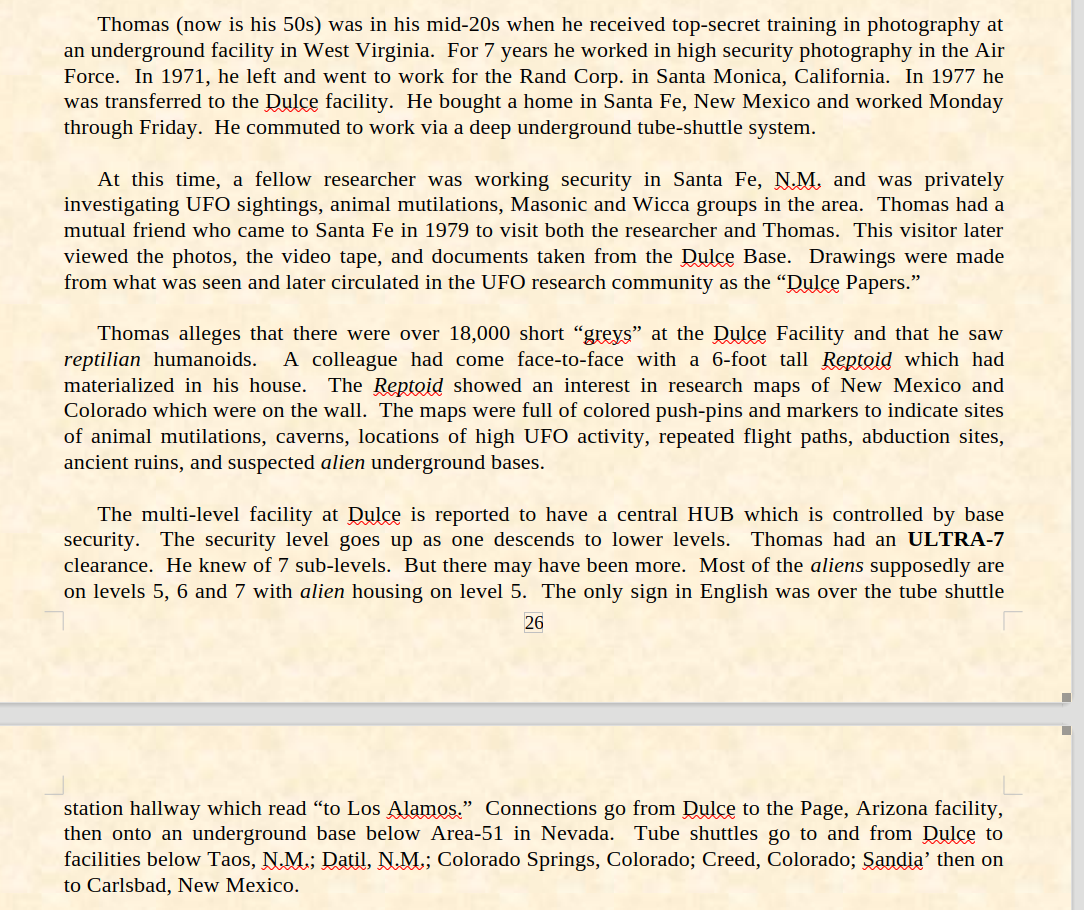 Thomas (now is his 50s) was in his mid-20s when he received top-secret training in photography at
an underground facility in West Virginia.  For 7 years he worked in high security photography in the Air
Force.  In 1971, he left and went to work for the Rand Corp. in Santa Monica, California.  In 1977 he
was transferred to the Dulce facility.  He bought a home in Santa Fe, New Mexico and worked Monday
through Friday.  He commuted to work via a deep underground tube-shuttle system.
At this time, a fellow researcher was working security in Santa Fe, N.M. and was privately
investigating UFO sightings, animal mutilations, Masonic and Wicca groups in the area.  Thomas had a
mutual friend who came to Santa Fe in 1979 to visit both the researcher and Thomas.  This visitor later
viewed the photos, the video tape, and documents taken from the Dulce Base.  Drawings were made
from what was seen and later circulated in the UFO research community as the “Dulce Papers.”
Thomas alleges that there were over 18,000 short “greys” at the Dulce Facility and that he saw
reptilian humanoids.  A colleague had come face-to-face with a 6-foot tall Reptoid which had
materialized in his house.  The Reptoid showed an interest in research maps of New Mexico and
Colorado which were on the wall.  The maps were full of colored push-pins and markers to indicate sites
of animal mutilations, caverns, locations of high UFO activity, repeated flight paths, abduction sites,
ancient ruins, and suspected alien underground bases.
The multi-level facility at Dulce is reported to have a central HUB which is controlled by base
security.  The security level goes up as one descends to lower levels.  Thomas had an ULTRA-7
clearance.  He knew of 7 sub-levels.  But there may have been more.  Most of the aliens supposedly are
on levels 5, 6 and 7 with alien housing on level 5.  The only sign in English was over the tube shuttle
26
station hallway which read “to Los Alamos.”  Connections go from Dulce to the Page, Arizona facility,
then onto an underground base below Area-51 in Nevada.  Tube shuttles go to and from Dulce to
facilities below Taos, N.M.; Datil, N.M.; Colorado Springs, Colorado; Creed, Colorado; Sandia’ then on
to Carlsbad, New Mexico.